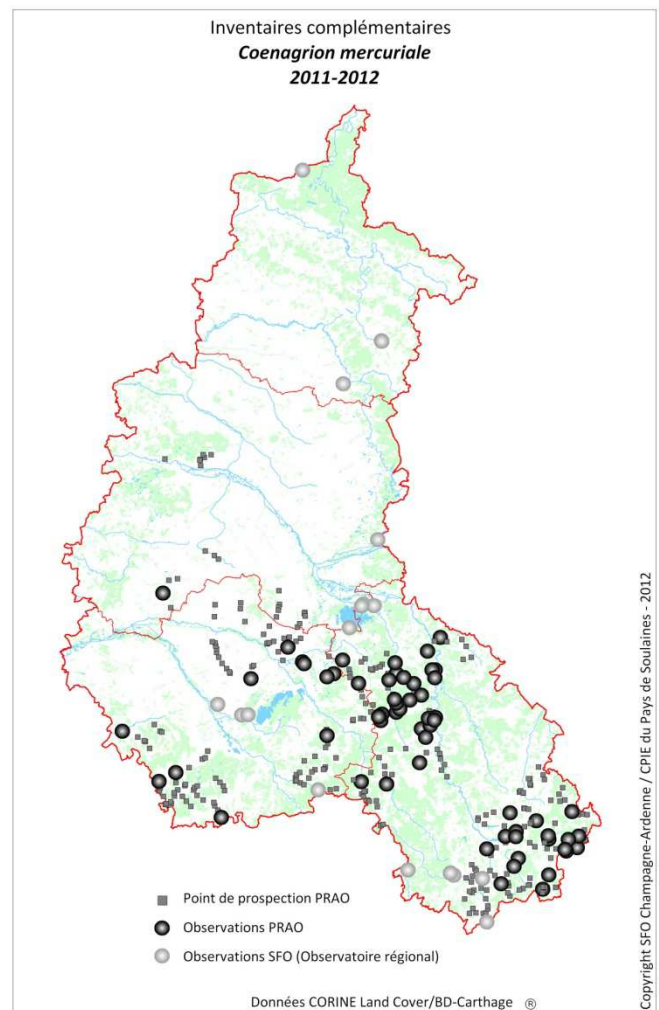 Inventaires complémentaires
Coenagrion mercuriale
2011-2012
Point de prospection PRAO
Observations PRAO
Observations SFO (Observatoire régional)
Données CORINE Land Cover/BD-Carthage ®
Copyright SFO Champagne-Ardenne / CPIE du Pays de Soulaines - 2012